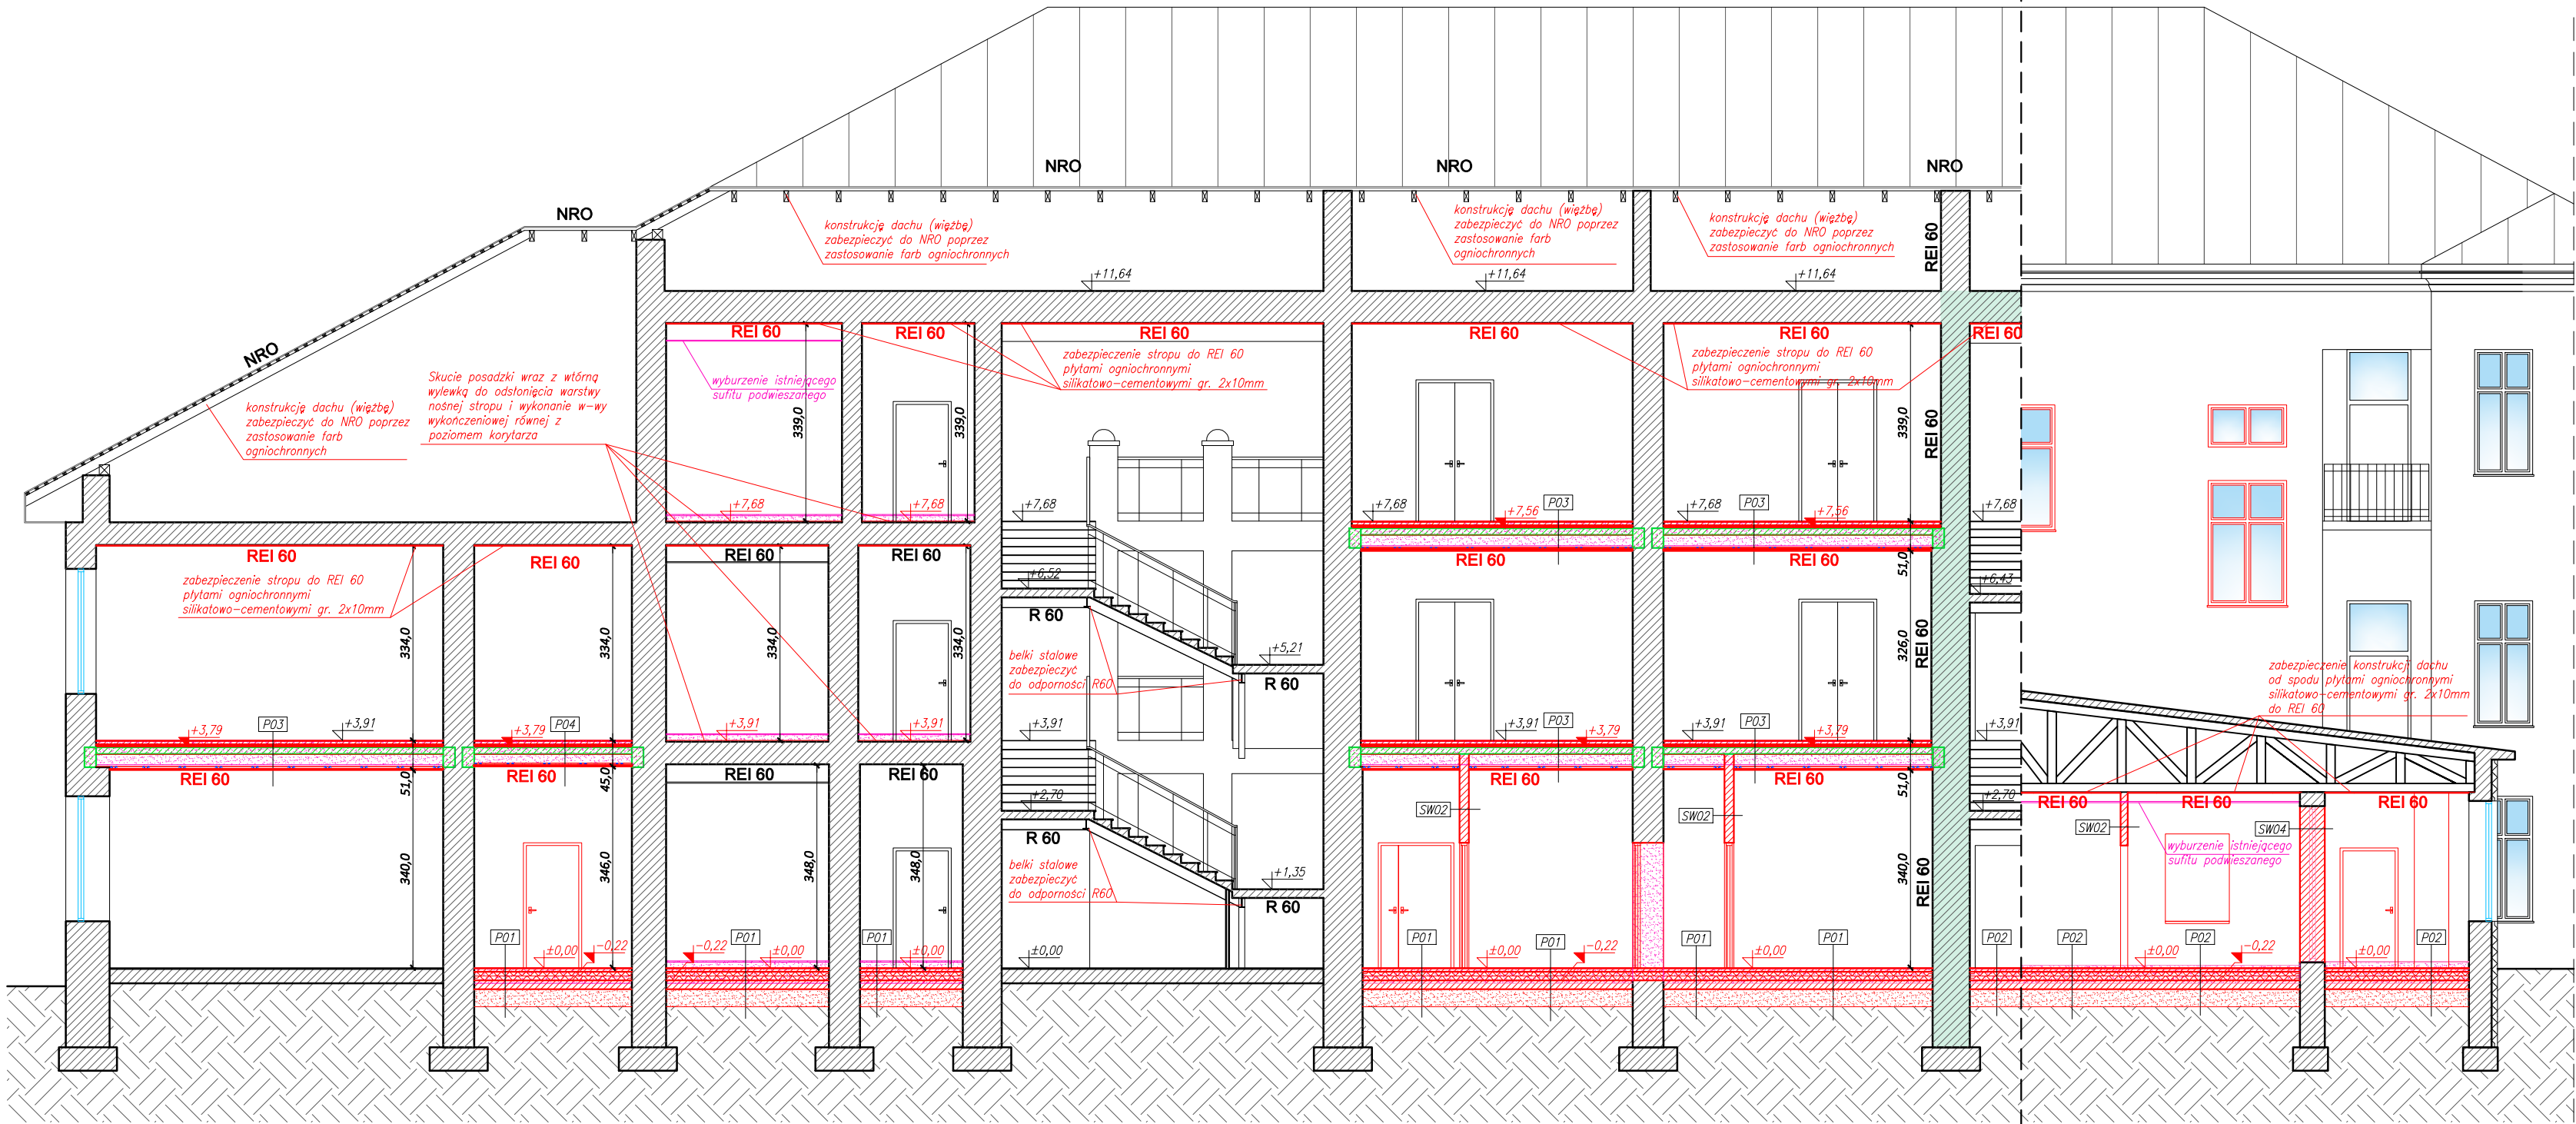 NRO
NRO
NRO
NRO
NRO
konstrukcję dachu (więźbę)
zabezpieczyć do NRO poprzez
zastosowanie farb ogniochronnych
konstrukcję dachu (więźbę)
zabezpieczyć do NRO poprzez
zastosowanie farb
ogniochronnych
konstrukcję dachu (więźbę)
zabezpieczyć do NRO poprzez
zastosowanie farb ogniochronnych
REI 60
+11,64
+11,64
+11,64
REI 60
REI 60
REI 60
REI 60
REI 60
REI 60
zabezpieczenie stropu do REI 60
płytami ogniochronnymi
silikatowo-cementowymi gr. 2x10mm
zabezpieczenie stropu do REI 60
płytami ogniochronnymi
silikatowo-cementowymi gr. 2x10mm
konstrukcję dachu (więźbę)
zabezpieczyć do NRO poprzez
zastosowanie farb
ogniochronnych
Skucie posadzki wraz z wtórną
wylewką do odsłonięcia warstwy
nośnej stropu i wykonanie w-wy
wykończeniowej równej z
poziomem korytarza
wyburzenie istniejącego
sufitu podwieszanego
339,0
339,0
339,0
REI 60
+7,68
+7,68
+7,68
+7,68
P03
+7,56
+7,68
P03
+7,56
+7,68
REI 60
REI 60
REI 60
REI 60
REI 60
REI 60
51,0
zabezpieczenie stropu do REI 60
płytami ogniochronnymi
silikatowo-cementowymi gr. 2x10mm
334,0
334,0
334,0
334,0
+6,52
R 60
+6,43
326,0
REI 60
belki stalowe
zabezpieczyć
do odporności R60
+5,21
R 60
zabezpieczenie konstrukcji dachu
od spodu płytami ogniochronnymi
silikatowo-cementowymi gr. 2x10mm
do REI 60
+3,79
P03
+3,91
+3,79
P04
+3,91
+3,91
+3,91
+3,91
P03
+3,79
+3,91
P03
+3,79
+3,91
REI 60
51,0
REI 60
45,0
REI 60
REI 60
REI 60
REI 60
51,0
+2,70
R 60
SW02
SW02
+2,70
REI 60
REI 60
REI 60
SW02
SW04
wyburzenie istniejącego
sufitu podwieszanego
340,0
346,0
348,0
348,0
340,0
REI 60
belki stalowe
zabezpieczyć
do odporności R60
+1,35
R 60
P01
±0,00
-0,22
-0,22
P01
±0,00
P01
±0,00
±0,00
P01
±0,00
P01
-0,22
P01
±0,00
P01
P02
P02
±0,00
P02
-0,22
±0,00
P02